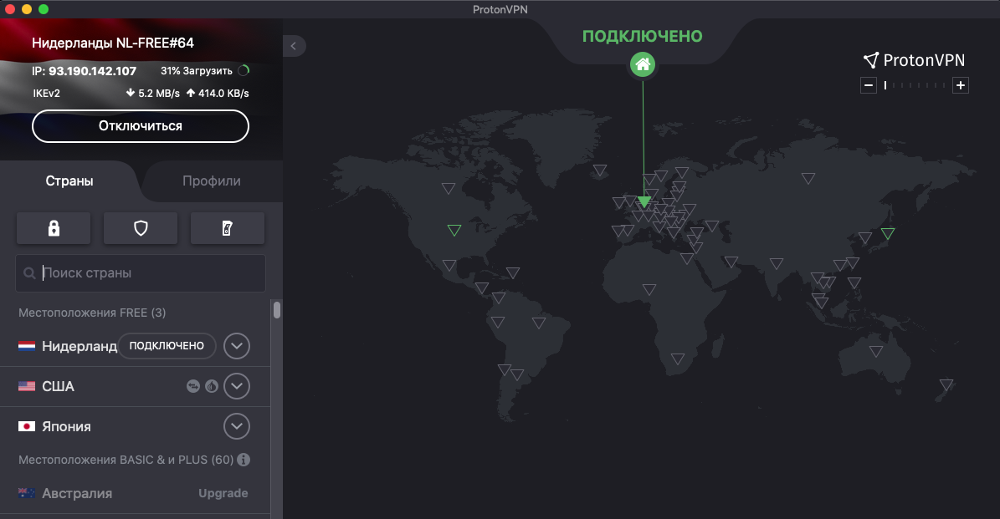 ProtonVPN
Нидерланды NL-FREE#64
IP: 93.190.142.107 31% Загрузить
IKEv2 5.2 MB/s 414.0 KB/s
Отключиться
Страны Профили
Поиск страны
Местоположения FREE (3)
Нидерланд ПОДКЛЮЧЕНО
США
Япония
Местоположения BASIC & и PLUS (60)
Австралия Upgrade
ПОДКЛЮЧЕНО
ProtonVPN